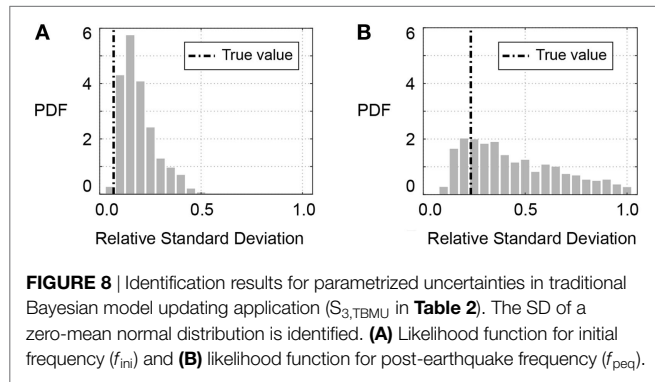 A
6
4
2
0
PDF
True value
0.0 0.5 1.0
Relative Standard Deviation
B
6
4
2
0
PDF
True value
0.0 0.5 1.0
Relative Standard Deviation
FIGURE 8 | Identification results for parametrized uncertainties in traditional
Bayesian model updating application (S3,TBMU in Table 2). The SD of a
zero-mean normal distribution is identified. (A) Likelihood function for initial
frequency (fini) and (B) likelihood function for post-earthquake frequency (fpeq).